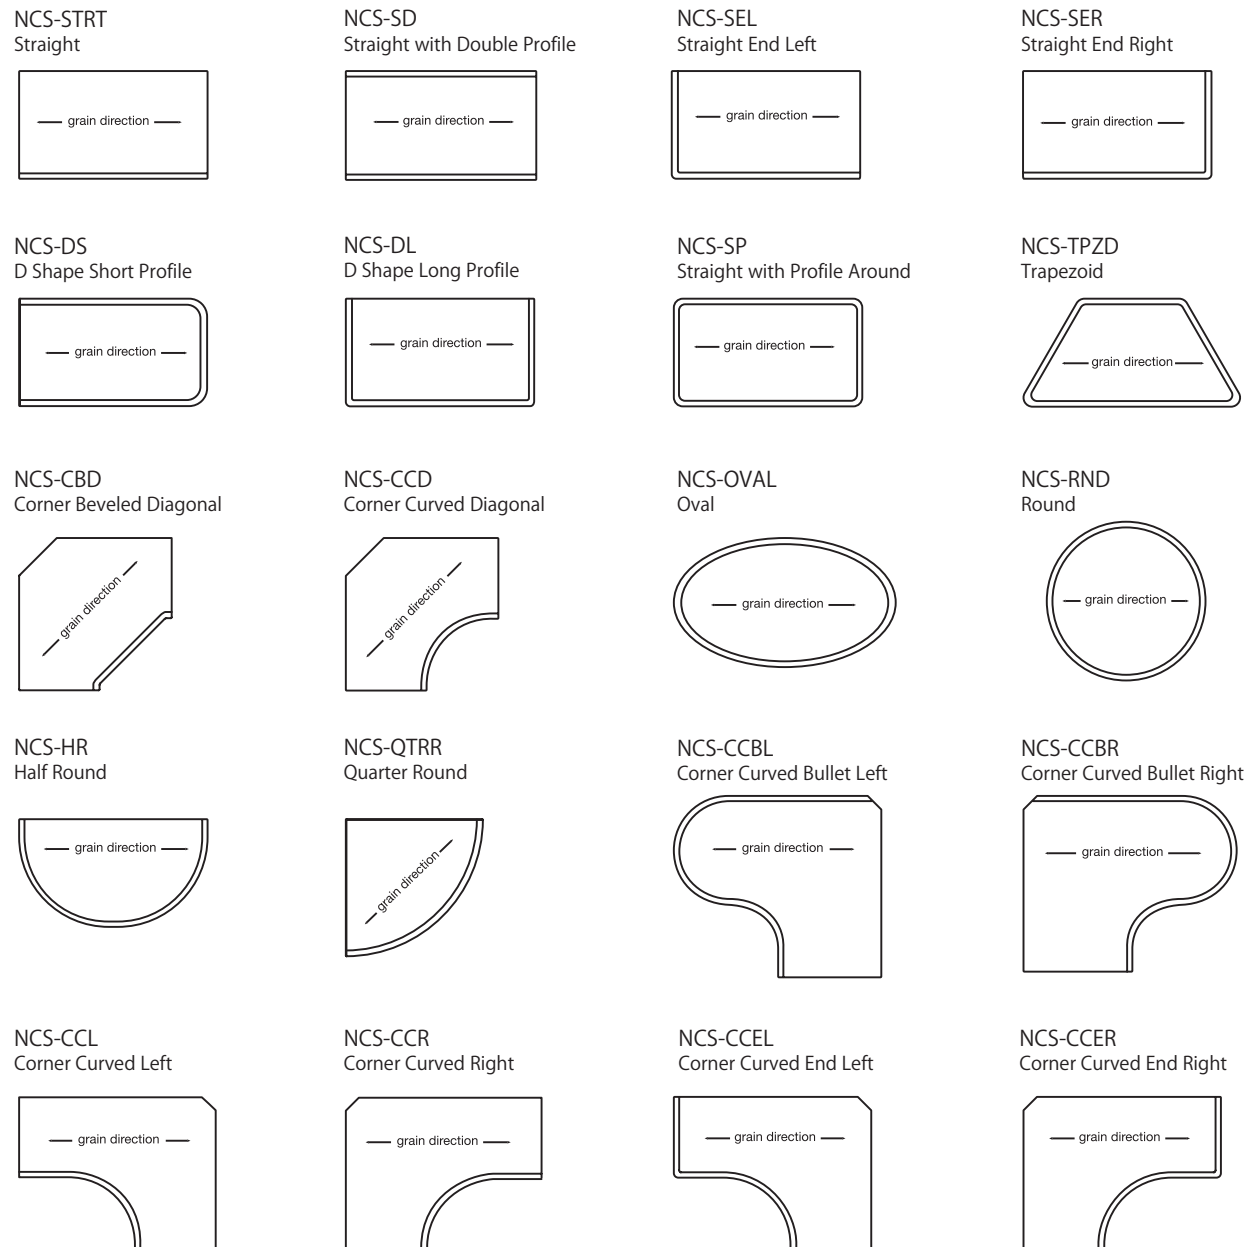 NCS-STRT
Straight
grain direction
NCS-SD
Straight with Double Profile
grain direction
NCS-SEL
Straight End Left
grain direction
NCS-SER
Straight End Right
grain direction
NCS-DS
D Shape Short Profile
grain direction
NCS-DL
D Shape Long Profile
grain direction
NCS-SP
Straight with Profile Around
grain direction
NCS-TPZD
Trapezoid
grain direction
NCS-CBD
Corner Beveled Diagonal
grain direction
NCS-CCD
Corner Curved Diagonal
grain direction
NCS-OVAL
Oval
grain direction
NCS-RND
Round
grain direction
NCS-HR
Half Round
grain direction
NCS-QTRR
Quarter Round
grain direction
NCS-CCBL
Corner Curved Bullet Left
grain direction
NCS-CCBR
Corner Curved Bullet Right
grain direction
NCS-CCL
Corner Curved Left
grain direction
NCS-CCR
Corner Curved Right
grain direction
NCS-CCEL
Corner Curved End Left
grain direction
NCS-CCER
Corner Curved End Right
grain direction